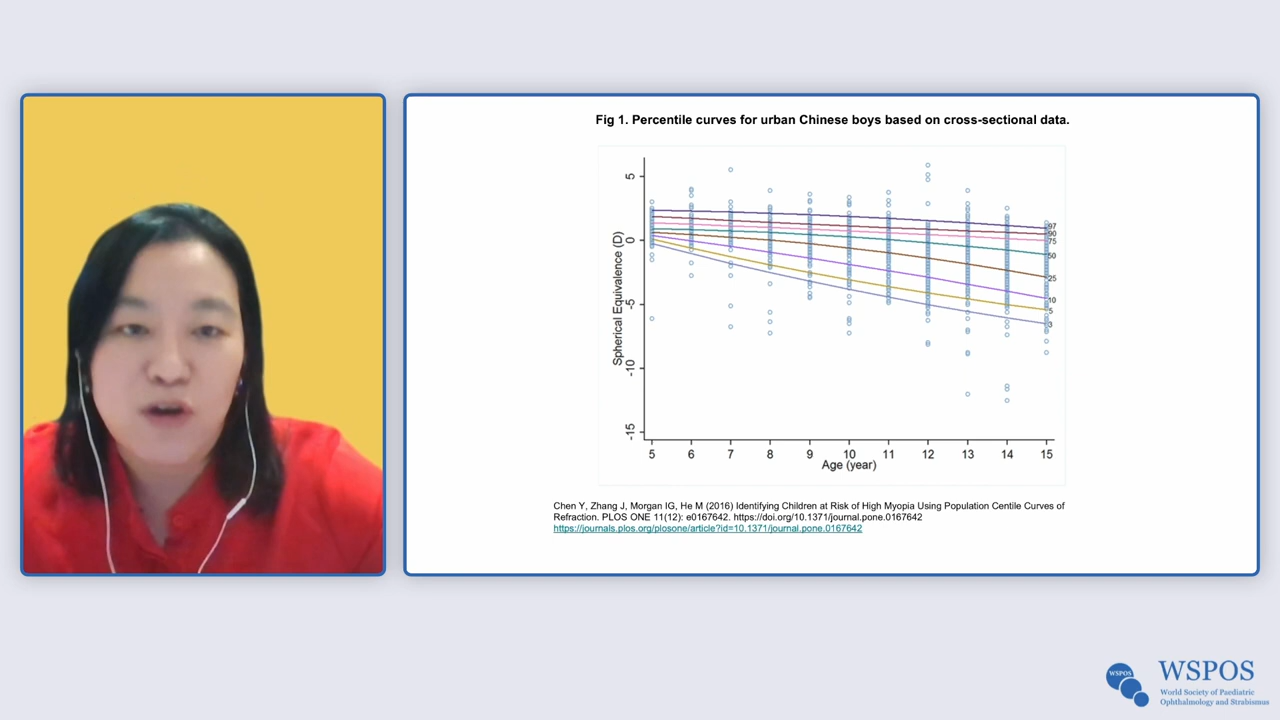 Fig 1. Percentile curves for urban Chinese boys based on cross-sectional data.
Spherical Equivalence (D)
5
0
-5
-10
-15
97
90
75
50
25
10
5
3
5 6 7 8 9 10 11 12 13 14 15
Age (year)
Chen Y, Zhang J, Morgan IG, He M (2016) Identifying Children at Risk of High Myopia Using Population Centile Curves of
Refraction. PLOS ONE 11(12): e0167642. https://doi.org/10.1371/journal.pone.0167642
https://journals.plos.org/plosone/article?id=10.1371/journal.pone.0167642
WSPOS
WSPOS
World Society of Paediatric
Ophthalmology and Strabismus